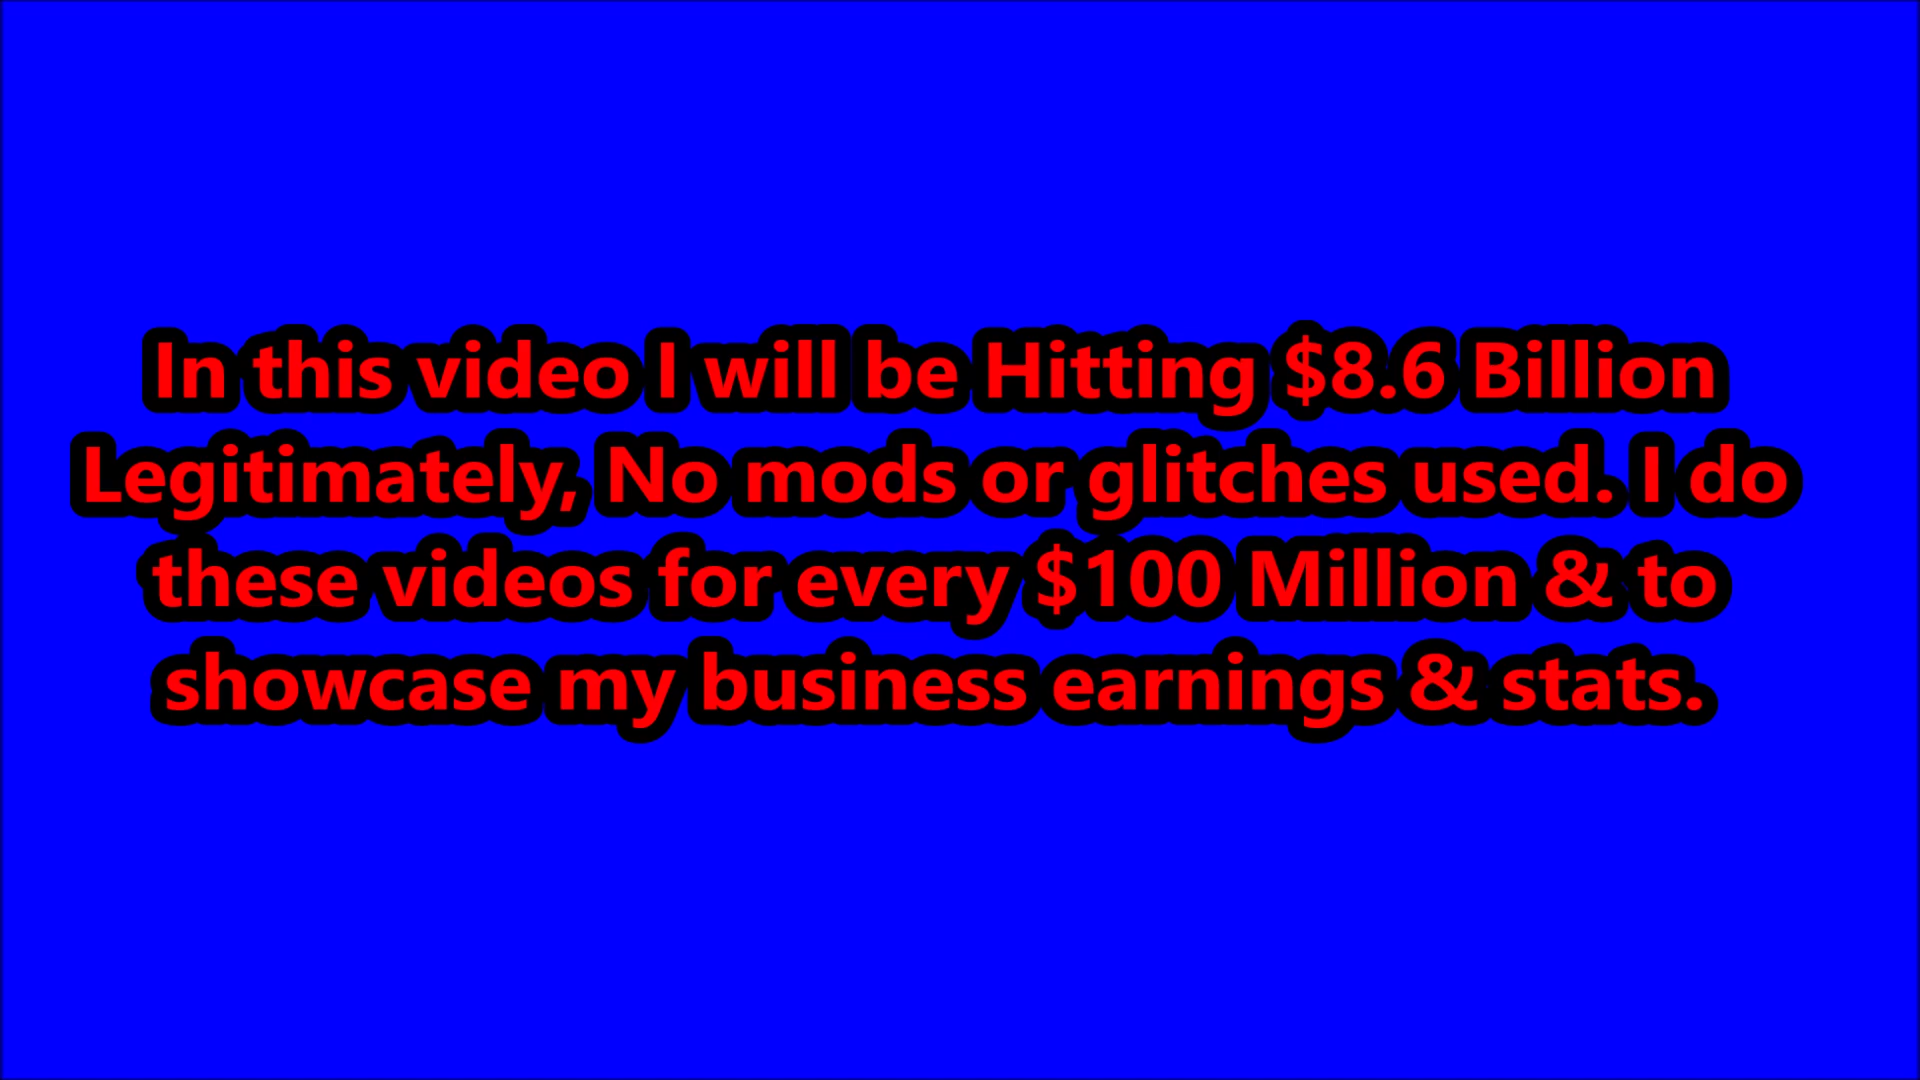 In this video I will be Hitting $8.6 Billion
Legitimately, No mods or glitches used. I do
these videos for every $100 Million & to
showcase my business earnings & stats.